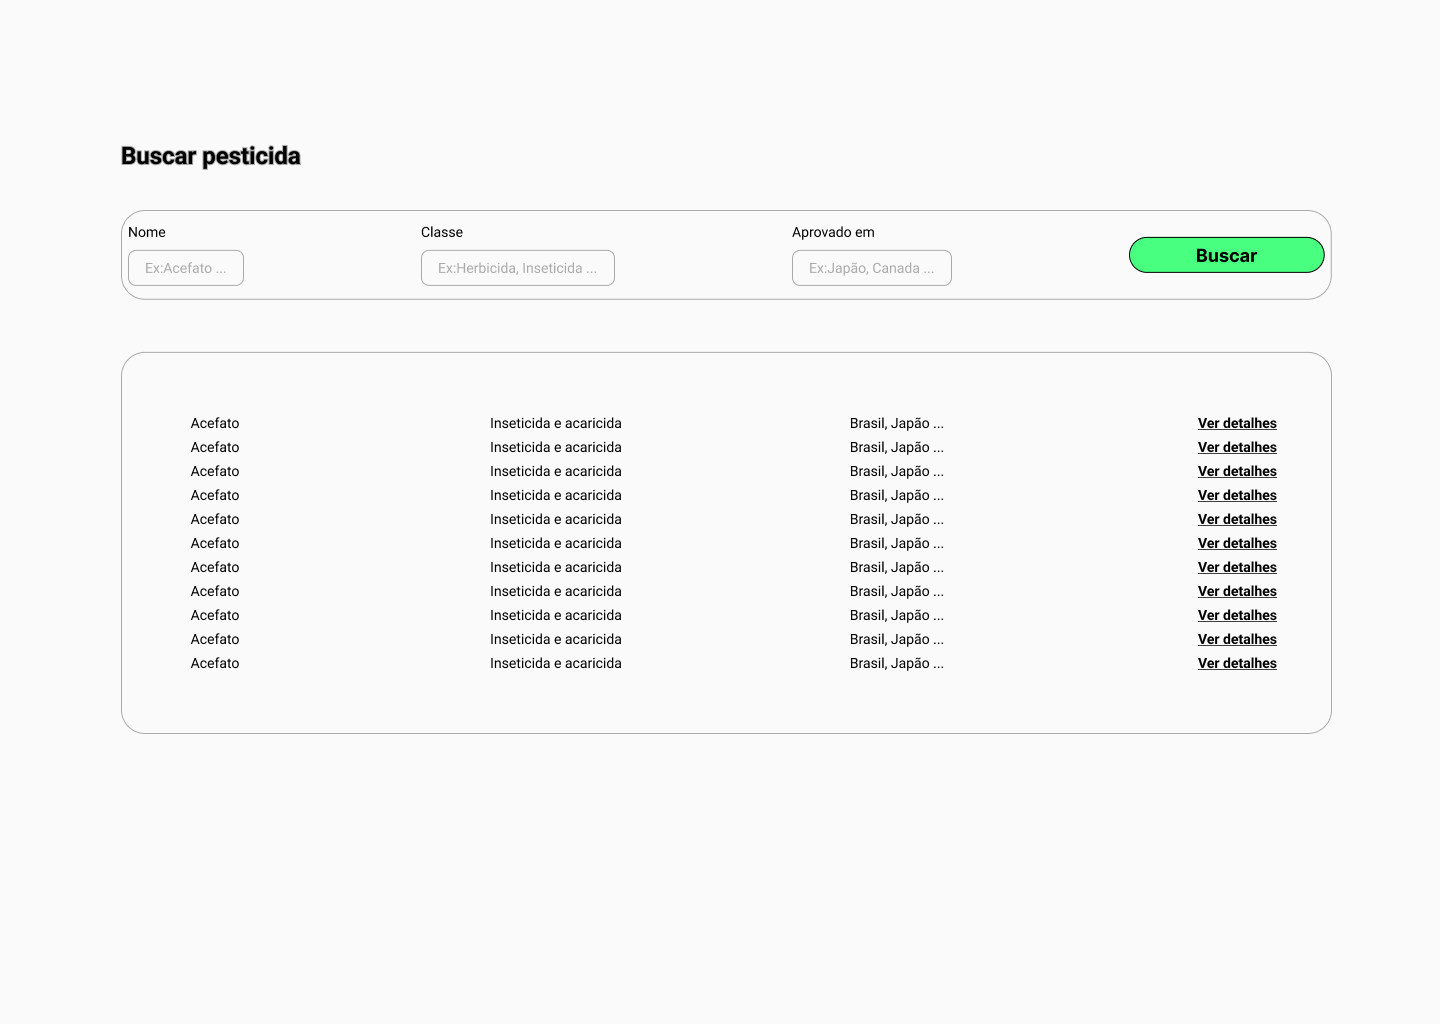 Buscar pesticida
Nome Classe Aprovado em
Ex:Acefato ... Ex:Herbicida, Inseticida ... Ex:Japão, Canada ... Buscar
Acefato Inseticida e acaricida Brasil, Japão ... Ver detalhes
Acefato Inseticida e acaricida Brasil, Japão ... Ver detalhes
Acefato Inseticida e acaricida Brasil, Japão ... Ver detalhes
Acefato Inseticida e acaricida Brasil, Japão ... Ver detalhes
Acefato Inseticida e acaricida Brasil, Japão ... Ver detalhes
Acefato Inseticida e acaricida Brasil, Japão ... Ver detalhes
Acefato Inseticida e acaricida Brasil, Japão ... Ver detalhes
Acefato Inseticida e acaricida Brasil, Japão ... Ver detalhes
Acefato Inseticida e acaricida Brasil, Japão ... Ver detalhes
Acefato Inseticida e acaricida Brasil, Japão ... Ver detalhes
Acefato Inseticida e acaricida Brasil, Japão ... Ver detalhes